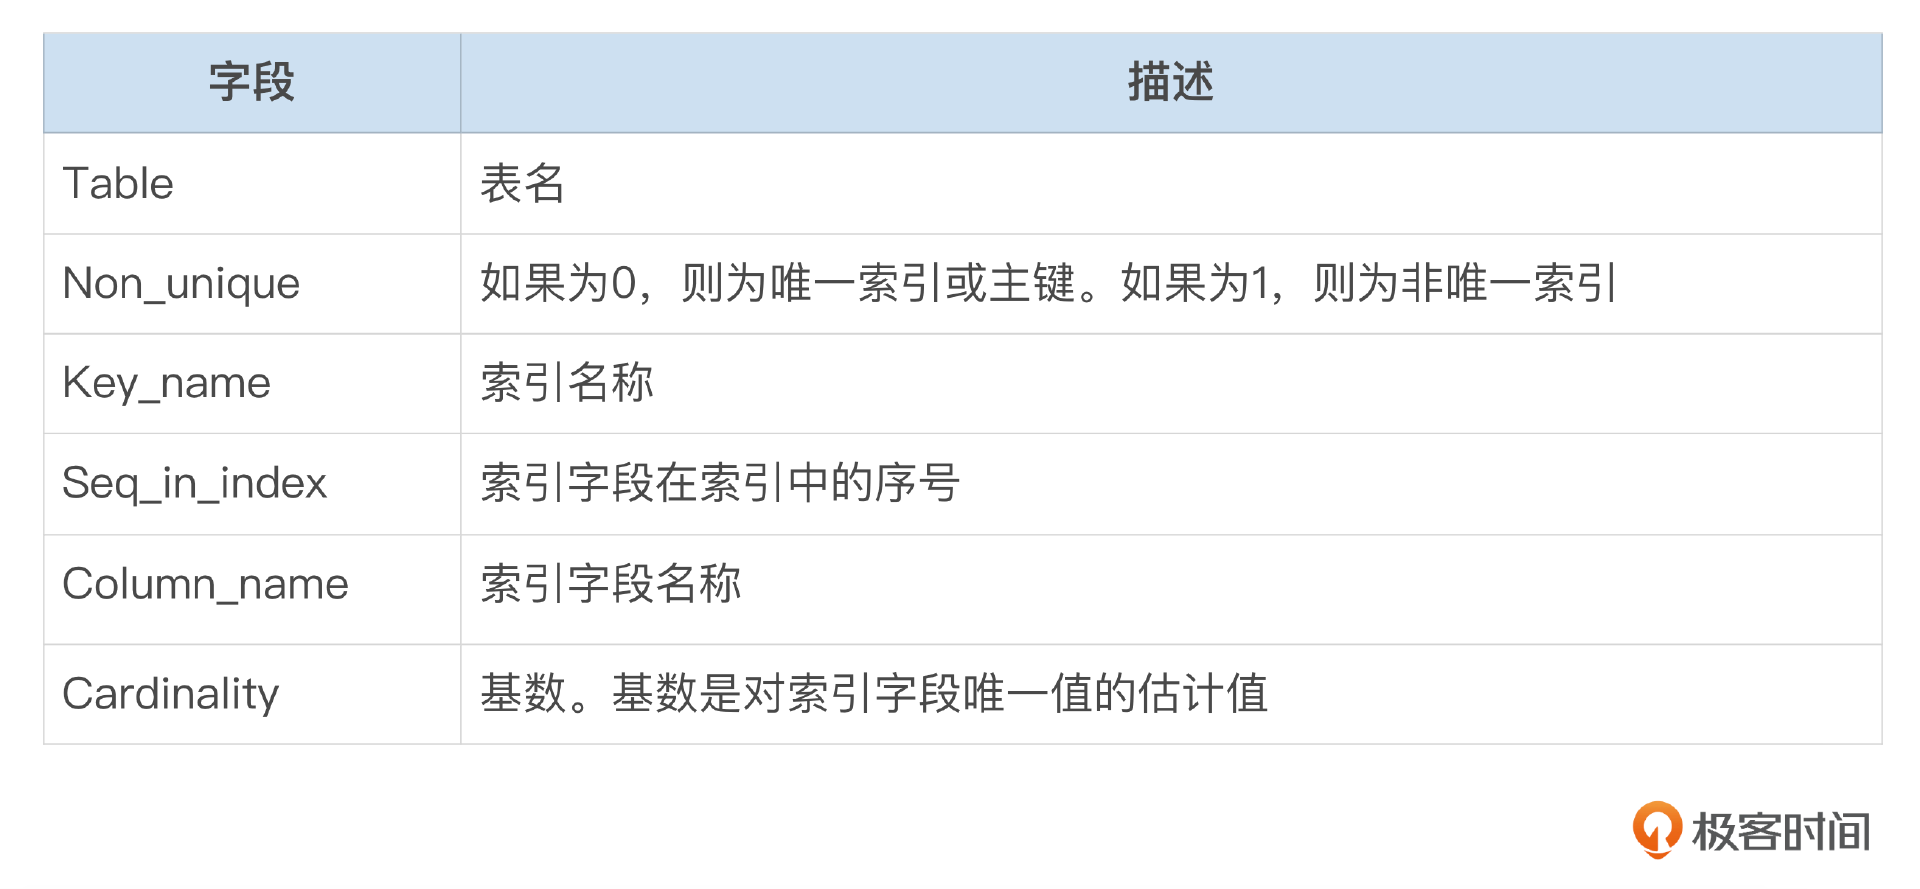 字段 描述
Table 表名
Non_unique 如果为0，则为唯一索引或主键。如果为1，则为非唯一索引
Key_name 索引名称
Seq_in_index 索引字段在索引中的序号
Column_name 索引字段名称
Cardinality 基数。基数是对索引字段唯一值的估计值
极客时间